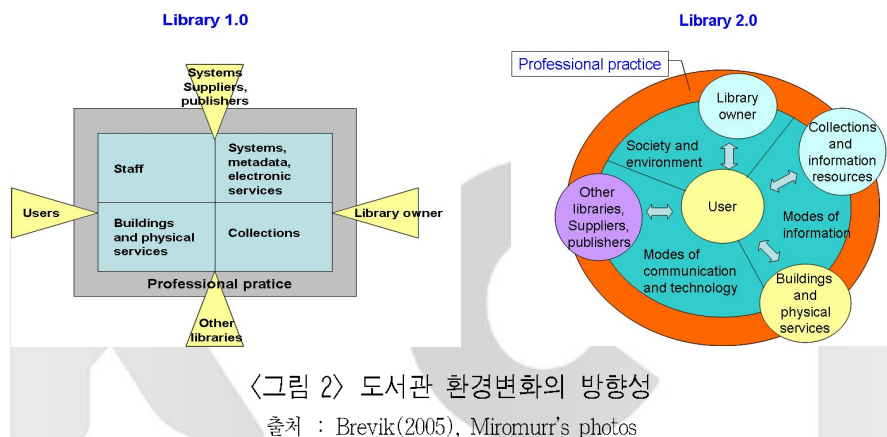 Library 1.0
Systems
Suppliers,
publishers
Staff
Systems,
metadata,
electronic
services
Users
Library owner
Buildings
and physical
services
Collections
Professional pratice
Other
libraries
Library 2.0
Professional practice
Library
owner
Collections
and
information
resources
Society and
environment
Other
libraries,
Suppliers,
publishers
User
Modes of
information
Modes of
communication
and technology
Buildings
and
physical
services
<그림 2> 도서관 환경변화의 방향성
출처 : Brevik(2005), Miromurr's photos